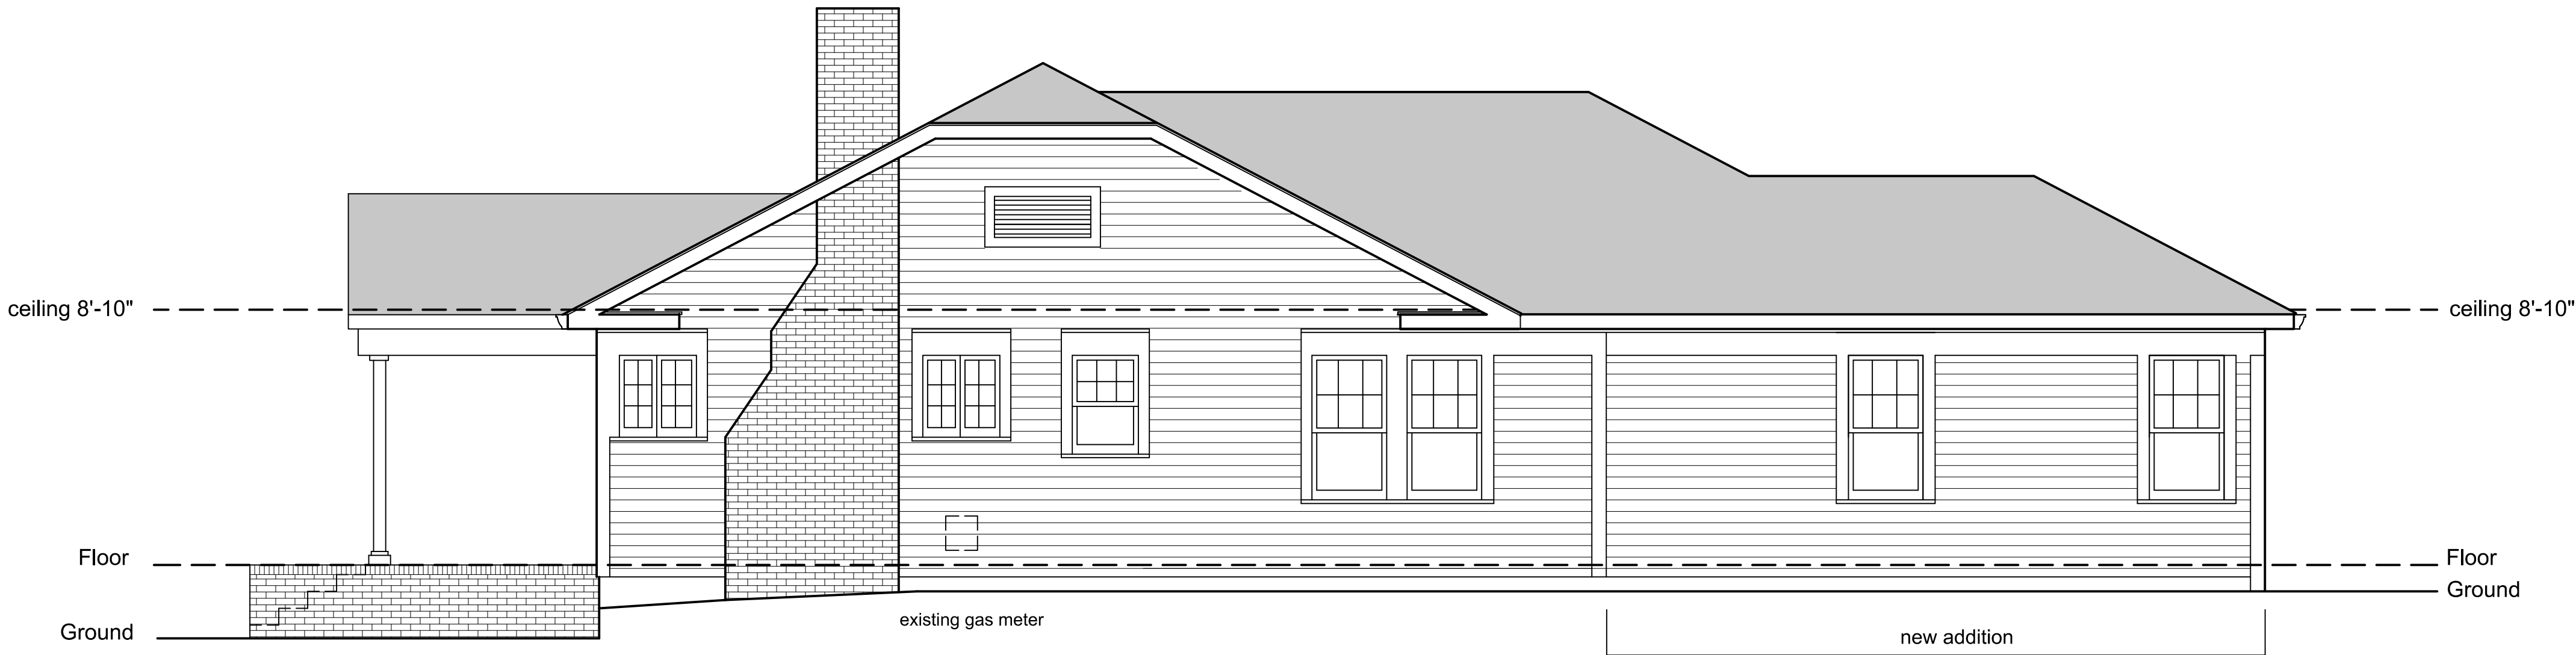 ceiling 8'-10"
ceiling 8'-10"
Floor
Floor
Ground
Ground
existing gas meter
new addition